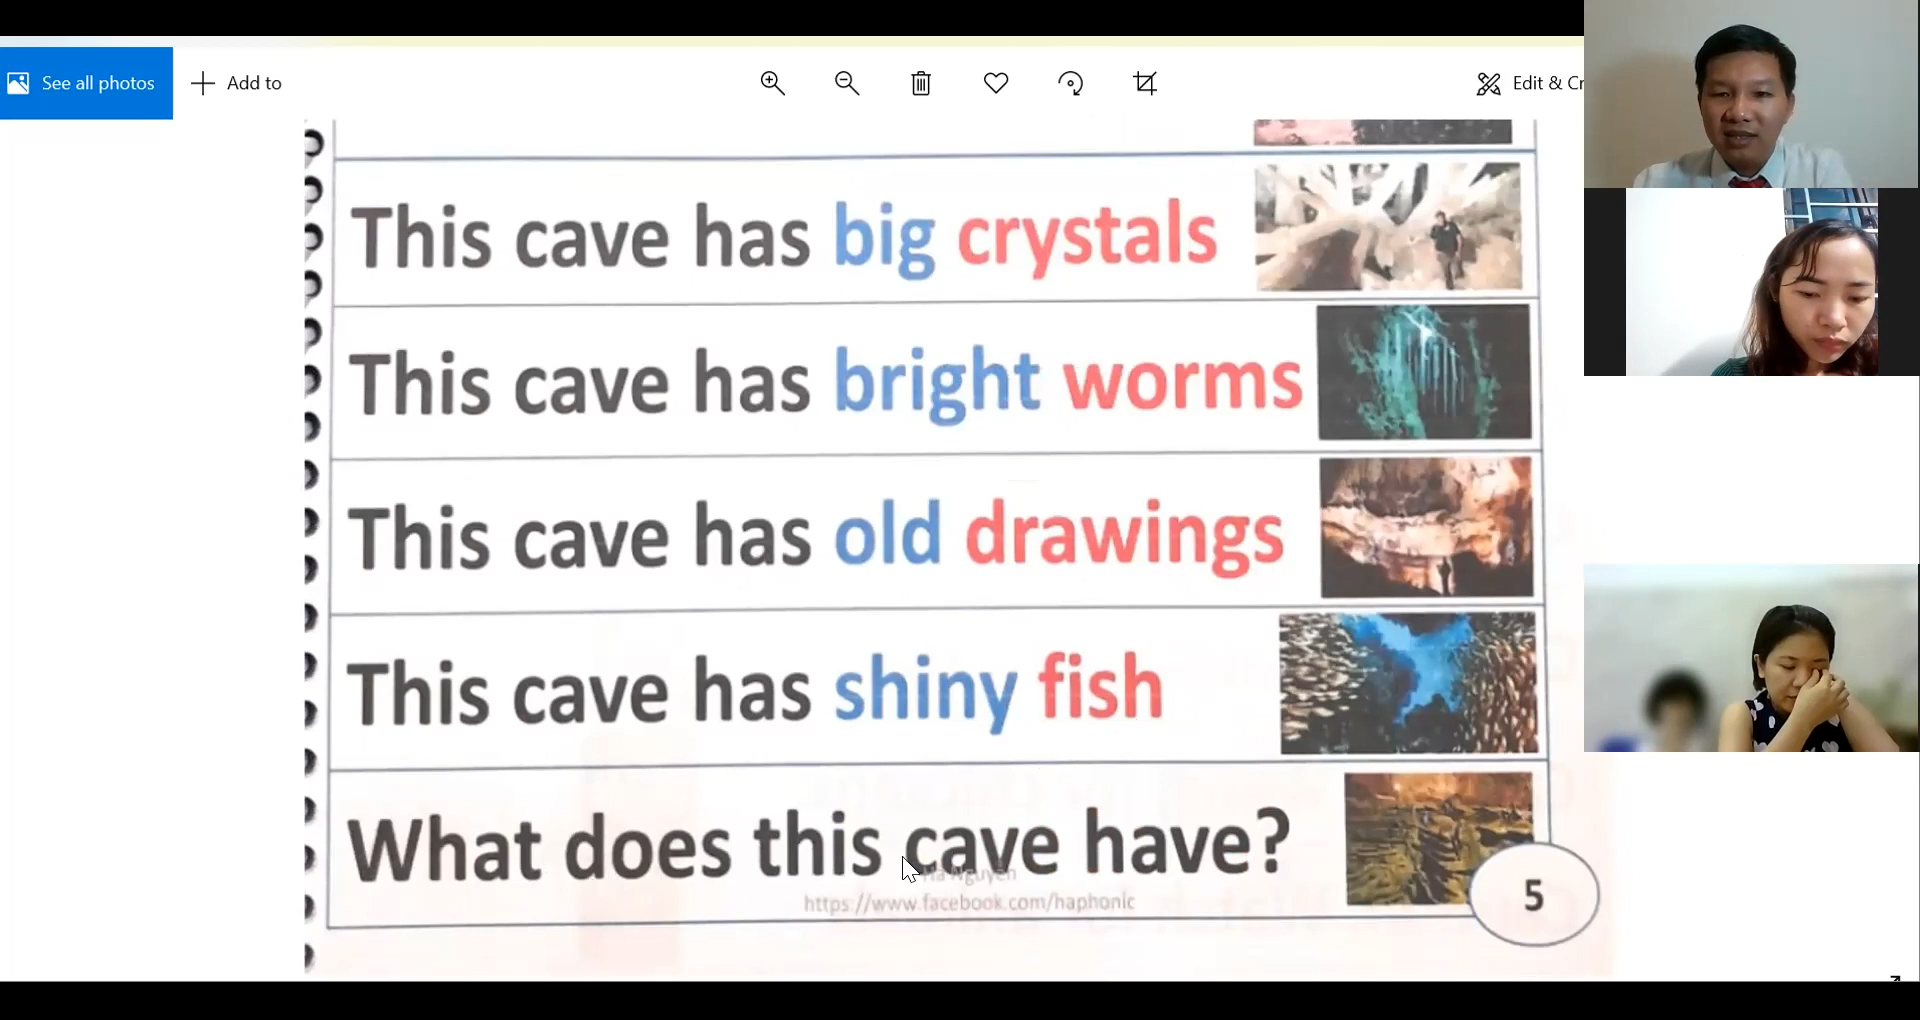 See all photos
Add to
Edit & Cr
This cave has big crystals
This cave has bright worms
This cave has old drawings
This cave has shiny fish
What does this cave have?
Hà Nguyễn
https://www.facebook.com/haphonic
5